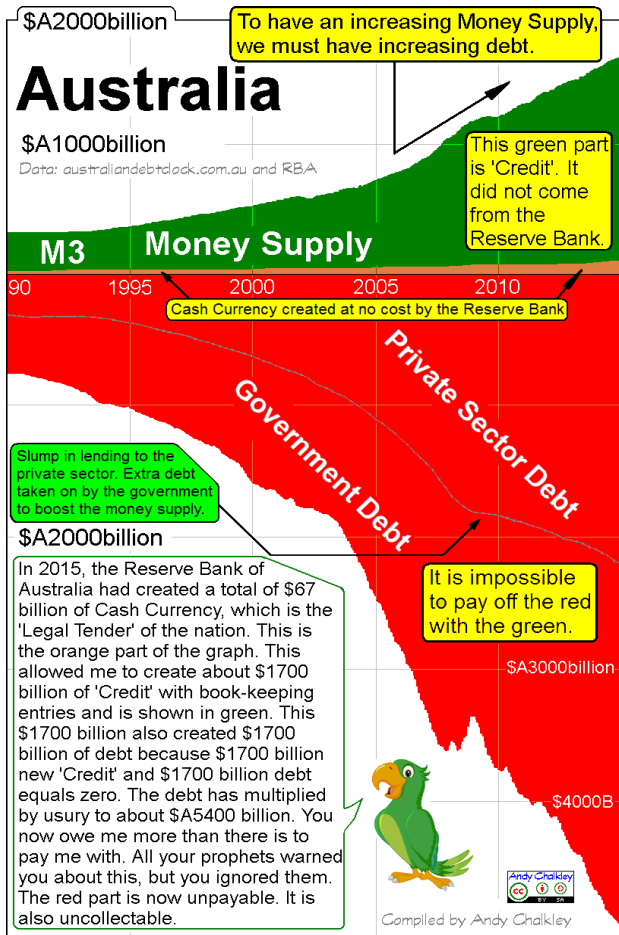 $A2000billion
To have an increasing Money Supply,
we must have increasing debt.
Australia
$A1000billion
Data: australiandebtclock.com.au and RBA
This green part
is 'Credit'. It
did not come
from the
Reserve Bank.
M3 Money Supply
90 1995 2000 2005 2010
Cash Currency created at no cost by the Reserve Bank
Private Sector Debt
Government Debt
Slump in lending to the
private sector. Extra debt
taken on by the government
to boost the money supply.
$A2000billion
In 2015, the Reserve Bank of
Australia had created a total of $67
billion of Cash Currency, which is the
'Legal Tender' of the nation. This is
the orange part of the graph. This
allowed me to create about $1700
billion of 'Credit' with book-keeping
entries and is shown in green. This
$1700 billion also created $1700
billion of debt because $1700 billion
new 'Credit' and $1700 billion debt
equals zero. The debt has multiplied
by usury to about $A5400 billion. You
now owe me more than there is to
pay me with. All your prophets warned
you about this, but you ignored them.
The red part is now unpayable. It is
also uncollectable.
It is impossible
to pay off the red
with the green.
$A3000billion
$4000B
Andy Chalkley
cc
BY SA
Compiled by Andy Chalkley